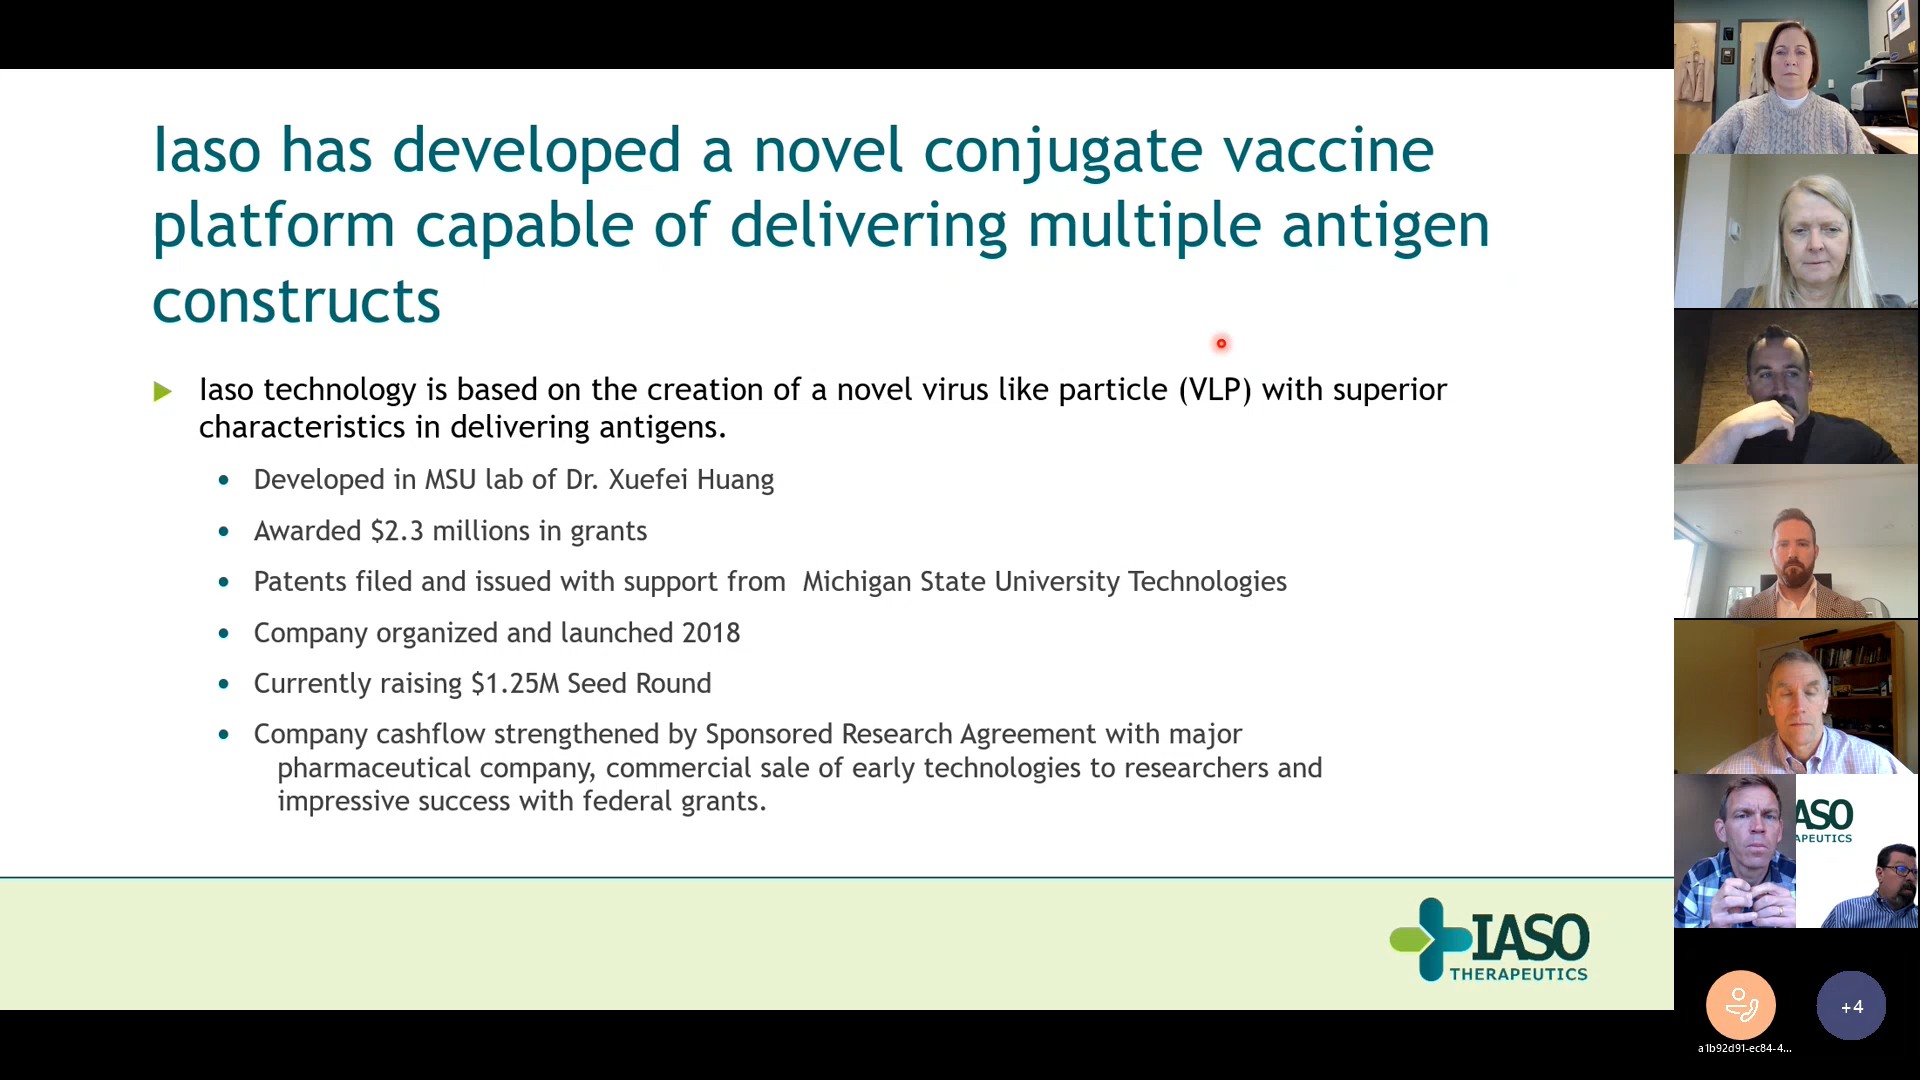 Iaso has developed a novel conjugate vaccine
platform capable of delivering multiple antigen
constructs
Iaso technology is based on the creation of a novel virus like particle (VLP) with superior
characteristics in delivering antigens.
Developed in MSU lab of Dr. Xuefei Huang
Awarded $2.3 millions in grants
Patents filed and issued with support from  Michigan State University Technologies
Company organized and launched 2018
Currently raising $1.25M Seed Round
Company cashflow strengthened by Sponsored Research Agreement with major
pharmaceutical company, commercial sale of early technologies to researchers and
impressive success with federal grants.
IASO
THERAPEUTICS
W
ASO
APEUTICS
+4
a1b92d91-ec84-4...